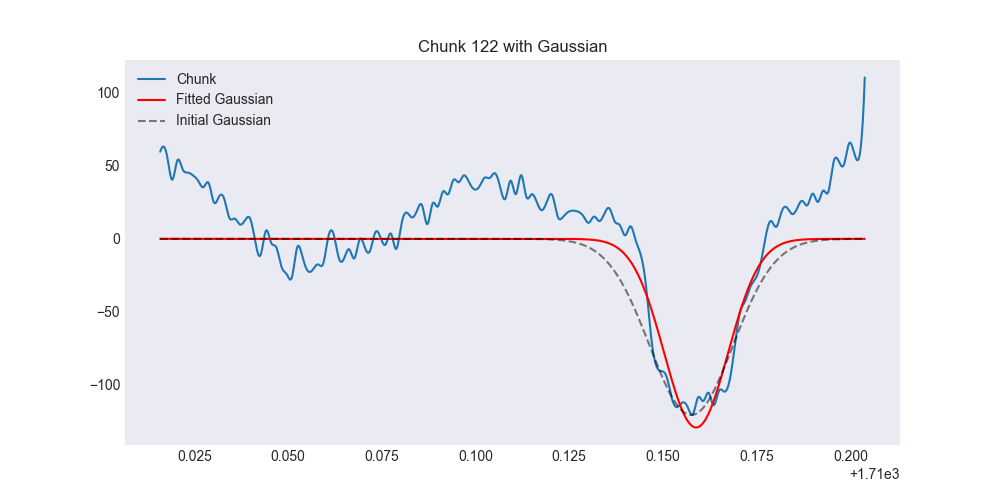 Chunk 122 with Gaussian
Chunk
Fitted Gaussian
Initial Gaussian
100
50
0
−50
−100
0.025
0.050
0.075
0.100
0.125
0.150
0.175
0.200
+1.71e3